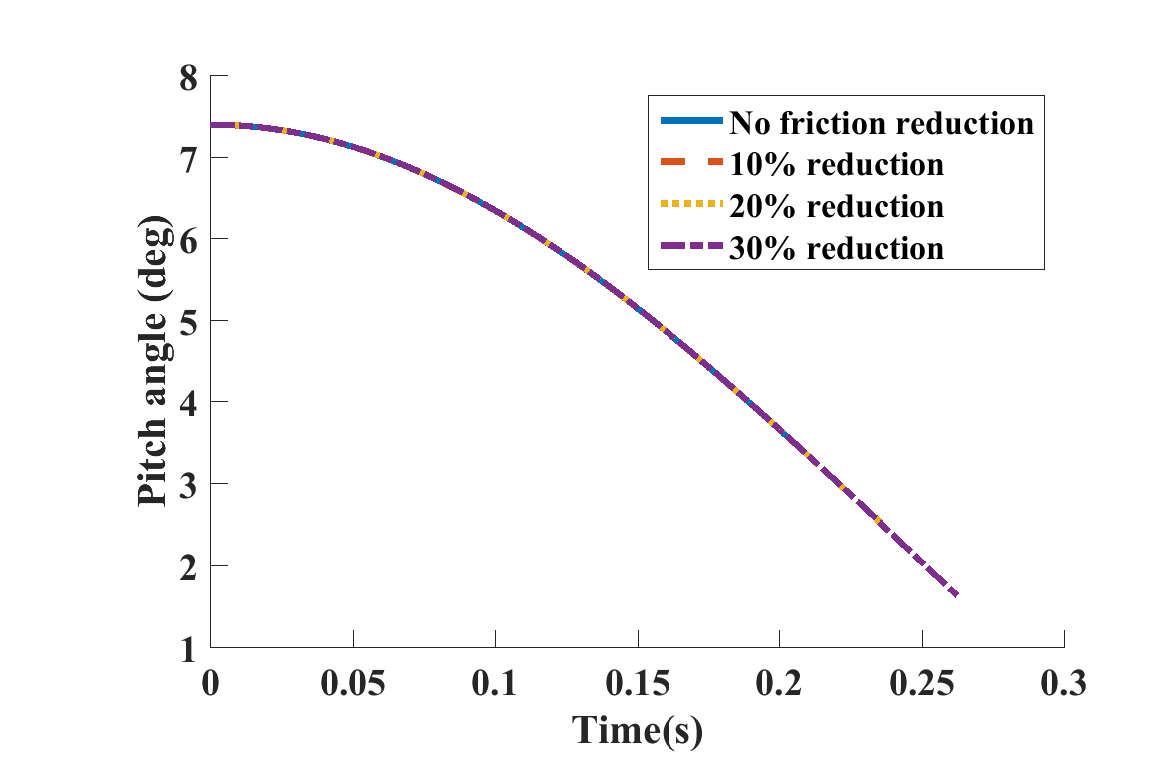 8
7
6
5
4
3
2
1
Pitch angle (deg)
No friction reduction
10% reduction
20% reduction
30% reduction
0 0.05 0.1 0.15 0.2 0.25 0.3
Time(s)